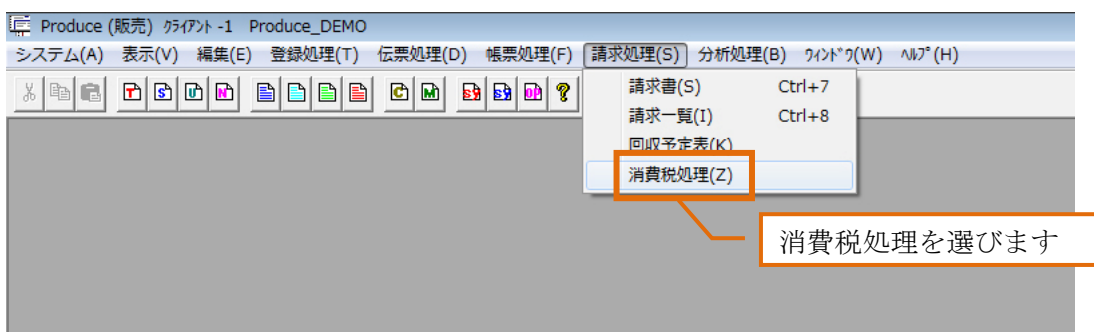 Produce (販売) ｸﾗｲｱﾝﾄ -1 Produce_DEMO
システム(A) 表示(V) 編集(E) 登録処理(T) 伝票処理(D) 帳票処理(F) 請求処理(S) 分析処理(B) ｳｨﾝﾄﾞｳ(W) ﾍﾙﾌﾟ(H)
T S U N C M SY SY OP ?
請求書(S) Ctrl+7
請求一覧(I) Ctrl+8
回収予定表(K)
消費税処理(Z)
消費税処理を選びます